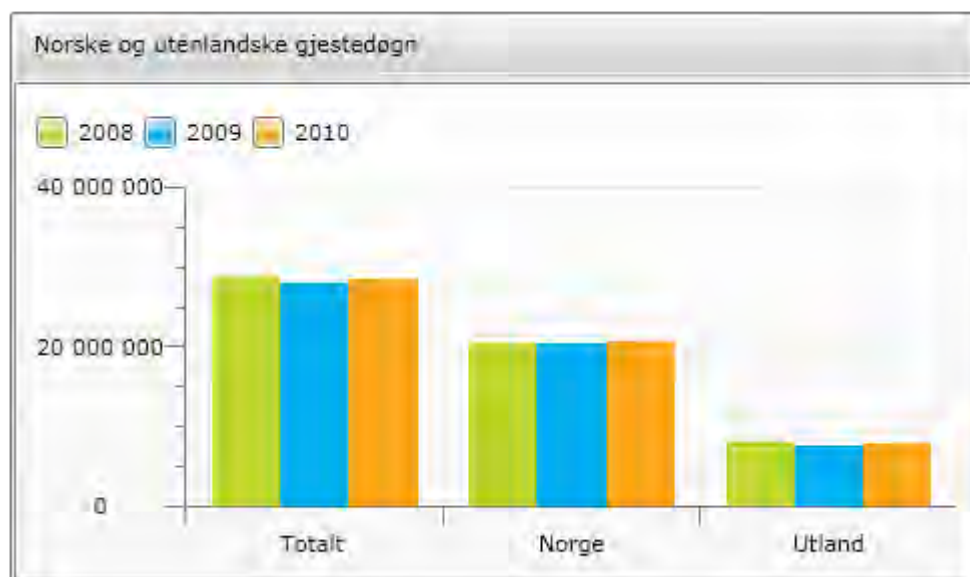 Norske og utenlandske gjestedøgn
2008 2009 2010
40 000 000
20 000 000
0
Totalt Norge Utland